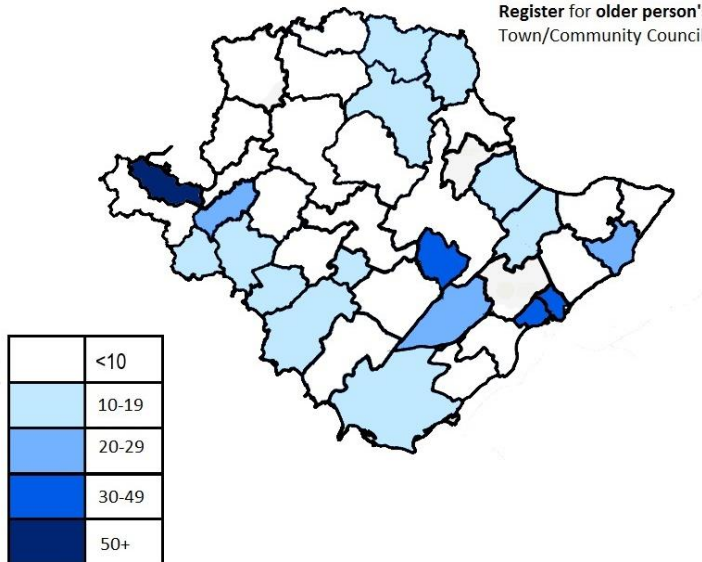 Register for older person'
Town/Community Council
<10
10-19
20-29
30-49
50+